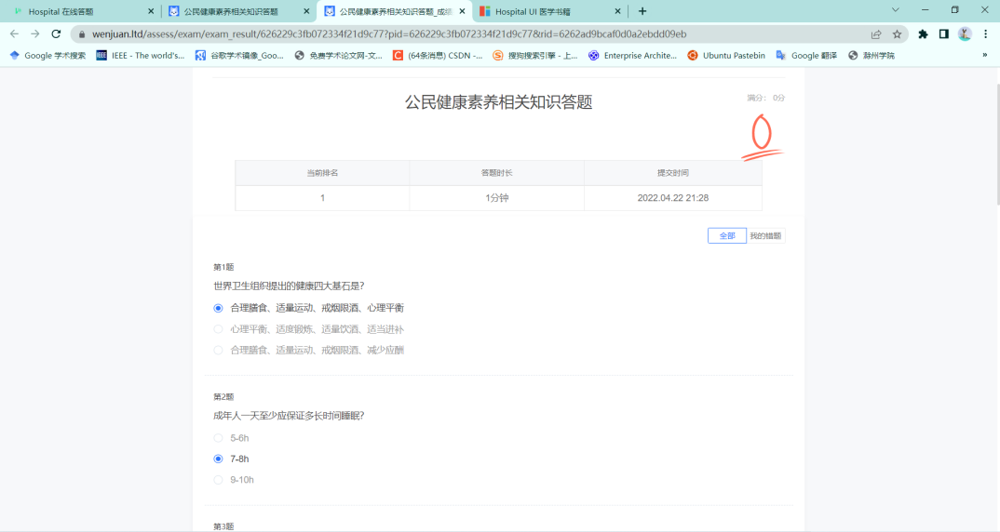 Hospital 在线答题
公民健康素养相关知识答题
公民健康素养相关知识答题_成绩
Hospital UI 医学书籍
wenjuan.ltd/assess/exam/exam_result/626229c3fb072334f21d9c77?pid=626229c3fb072334f21d9c77&rid=6262ad9bcaf0d0a2ebdd09eb
Google 学术搜索
IEEE - The world's...
谷歌学术镜像_Goo...
免费学术论文网-文...
(64条消息) CSDN -...
搜狗搜索引擎 - 上...
Enterprise Archite...
Ubuntu Pastebin
Google 翻译
滁州学院
公民健康素养相关知识答题
满分： 0分
0
当前排名 答题时长 提交时间
1 1分钟 2022.04.22 21:28
全部 我的错题
第1题
世界卫生组织提出的健康四大基石是?
合理膳食、适量运动、戒烟限酒、心理平衡
心理平衡、适度锻炼、适量饮酒、适当进补
合理膳食、适量运动、戒烟限酒、减少应酬
第2题
成年人一天至少应保证多长时间睡眠?
5-6h
7-8h
9-10h
第3题